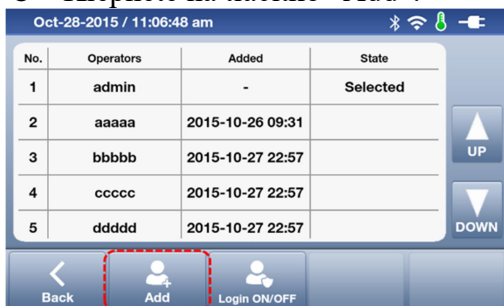 Oct-28-2015 / 11:06:48 am
No. Operators Added State
1 admin - Selected
2 aaaaa 2015-10-26 09:31
3 bbbbb 2015-10-27 22:57
4 ccccc 2015-10-27 22:57
5 ddddd 2015-10-27 22:57
UP
DOWN
Back Add Login ON/OFF